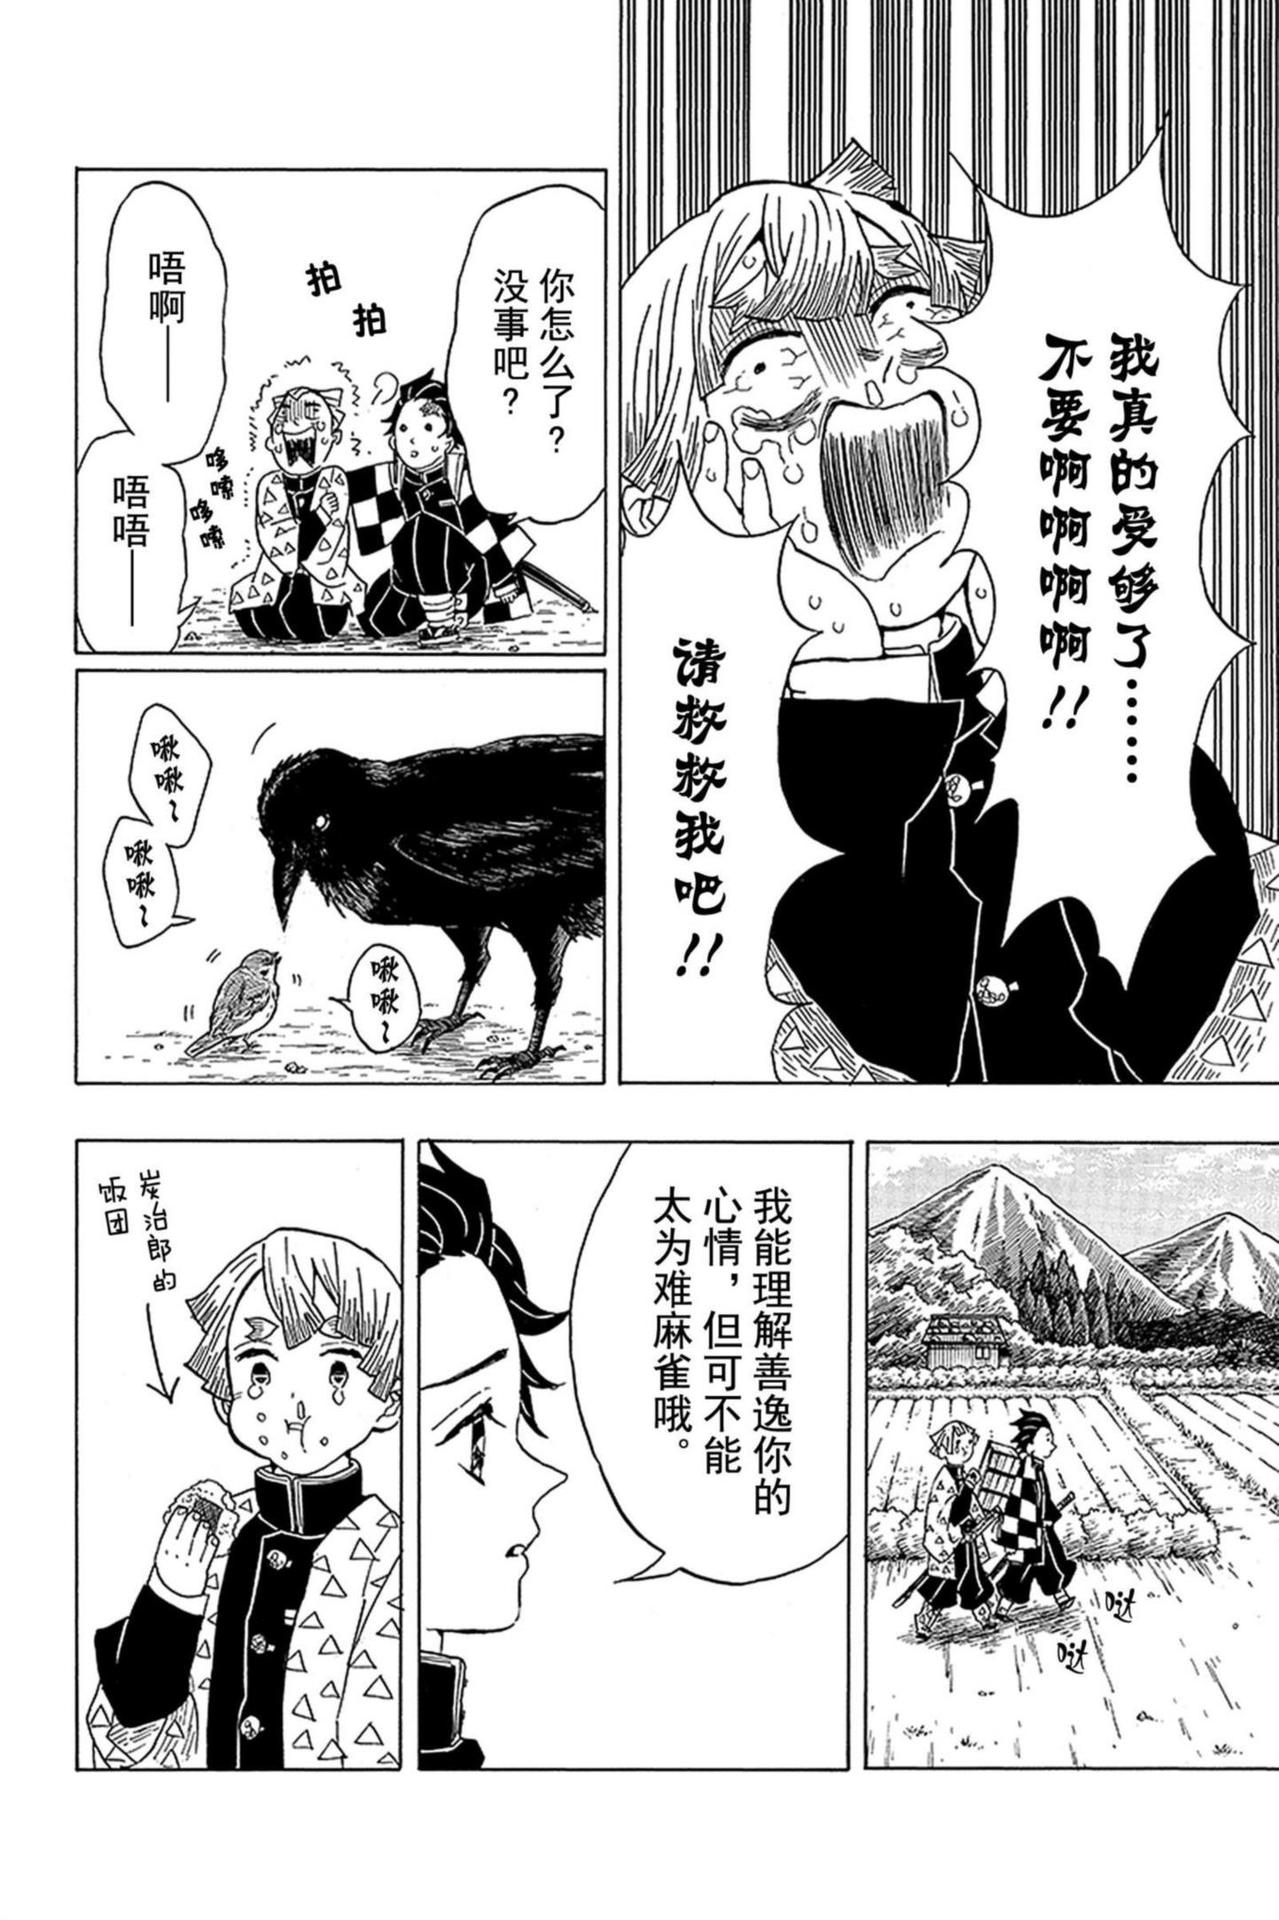 我真的受够了……
不要啊啊啊啊!!
请救救我吧!!
你怎么了?
没事吧?
拍
拍
唔啊——
唔唔——
哆嗦
哆嗦
啾啾~
啾啾~
啾啾~
哒
哒
我能理解善逸你的
心情，但可不能
太为难麻雀哦。
炭治郎的
饭团